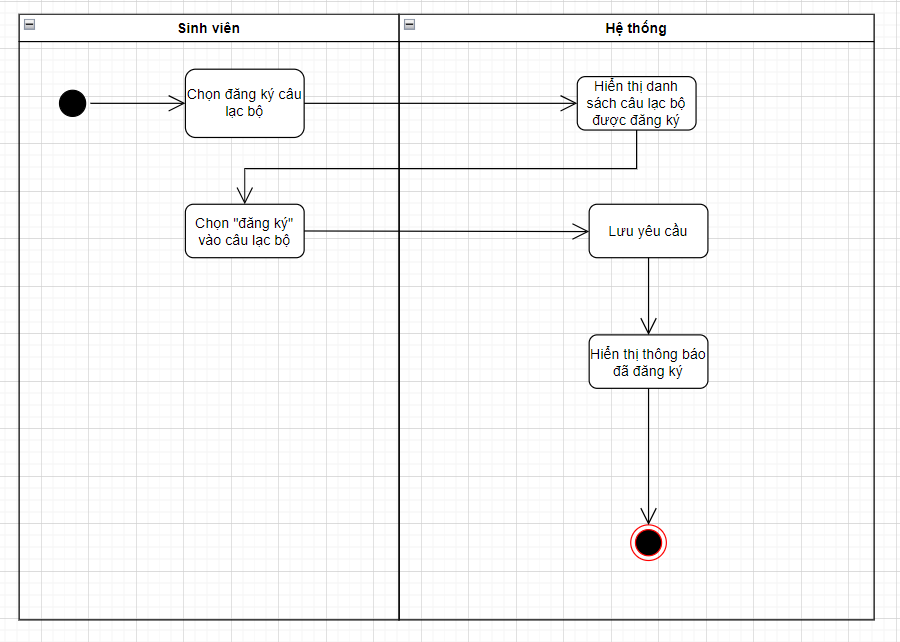 Sinh viên
Hệ thống
Chọn đăng ký câu
lạc bộ
Hiển thị danh
sách câu lạc bộ
được đăng ký
Chọn "đăng ký"
vào câu lạc bộ
Lưu yêu cầu
Hiển thị thông báo
đã đăng ký